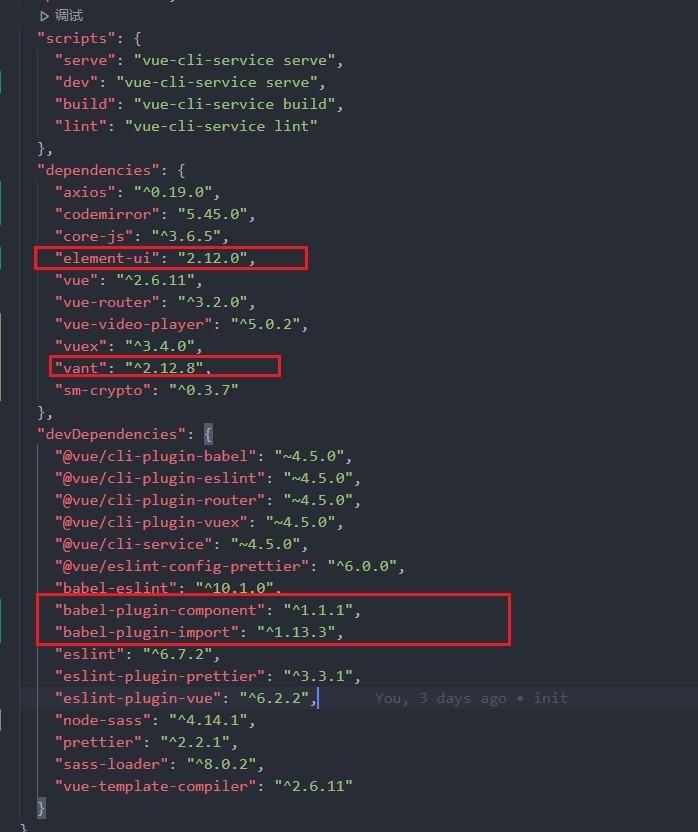 ▷ 调试
"scripts": {
"serve": "vue-cli-service serve",
"dev": "vue-cli-service serve",
"build": "vue-cli-service build",
"lint": "vue-cli-service lint"
},
"dependencies": {
"axios": "^0.19.0",
"codemirror": "5.45.0",
"core-js": "^3.6.5",
"element-ui": "2.12.0",
"vue": "^2.6.11",
"vue-router": "^3.2.0",
"vue-video-player": "^5.0.2",
"vuex": "^3.4.0",
"vant": "^2.12.8",
"sm-crypto": "^0.3.7"
},
"devDependencies": {
"@vue/cli-plugin-babel": "~4.5.0",
"@vue/cli-plugin-eslint": "~4.5.0",
"@vue/cli-plugin-router": "~4.5.0",
"@vue/cli-plugin-vuex": "~4.5.0",
"@vue/cli-service": "~4.5.0",
"@vue/eslint-config-prettier": "^6.0.0",
"babel-eslint": "^10.1.0",
"babel-plugin-component": "^1.1.1",
"babel-plugin-import": "^1.13.3",
"eslint": "^6.7.2",
"eslint-plugin-prettier": "^3.3.1",
"eslint-plugin-vue": "^6.2.2", You, 3 days ago • init
"node-sass": "^4.14.1",
"prettier": "^2.2.1",
"sass-loader": "^8.0.2",
"vue-template-compiler": "^2.6.11"
}
}